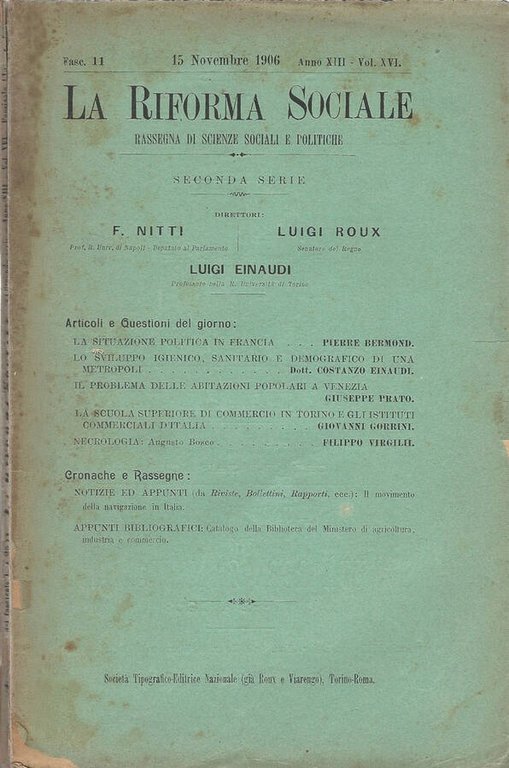 Fasc. 11
15 Novembre 1906
Anno XIII - Vol. XVI.
LA RIFORMA SOCIALE
RASSEGNA DI SCIENZE SOCIALI E POLITICHE
SECONDA SERIE
DIRETTORI:
F. NITTI
Prof. R. Univ. di Napoli - Deputato al Parlamento
LUIGI ROUX
Senatore del Regno
LUIGI EINAUDI
Professore nella R. Università di Torino
Articoli e Questioni del giorno:
LA SITUAZIONE POLITICA IN FRANCIA . . . PIERRE BERMOND.
LO SVILUPPO IGIENICO, SANITARIO E DEMOGRAFICO DI UNA
METROPOLI . . . . . . . . . . . . Dott. COSTANZO EINAUDI.
IL PROBLEMA DELLE ABITAZIONI POPOLARI A VENEZIA
GIUSEPPE PRATO.
LA SCUOLA SUPERIORE DI COMMERCIO IN TORINO E GLI ISTITUTI
COMMERCIALI D'ITALIA . . . . . . . . . . GIOVANNI GORRINI.
NECROLOGIA: Augusto Bosco . . . . . . . . . FILIPPO VIRGILII.
Cronache e Rassegne:
NOTIZIE ED APPUNTI (da Riviste, Bollettini, Rapporti, ecc.): Il movimento
della navigazione in Italia.
APPUNTI BIBLIOGRAFICI: Catalogo della Biblioteca del Ministero di agricoltura,
industria e commercio.
Società Tipografico-Editrice Nazionale (già Roux e Viarengo), Torino-Roma.